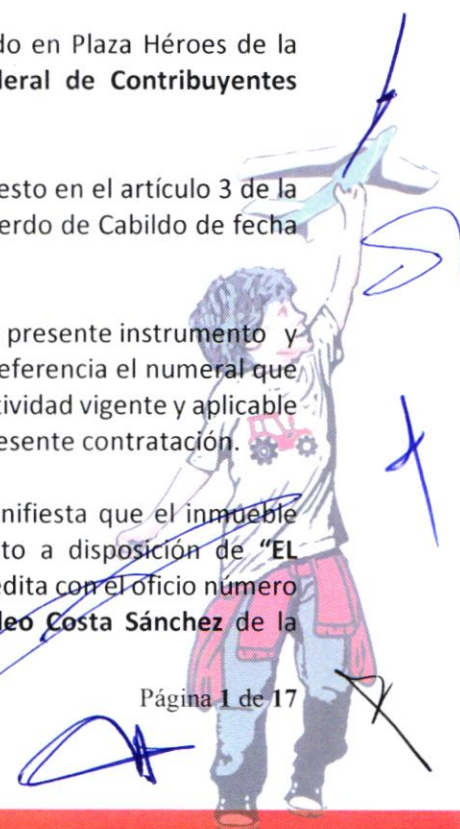 do en Plaza Héroes de la
deral de Contribuyentes
esto en el artículo 3 de la
erdo de Cabildo de fecha
presente instrumento y
eferencia el numeral que
tividad vigente y aplicable
esente contratación.
nifiesta que el inmueble
to a disposición de "EL
edita con el oficio número
leo Costa Sánchez de la
Página 1 de 17